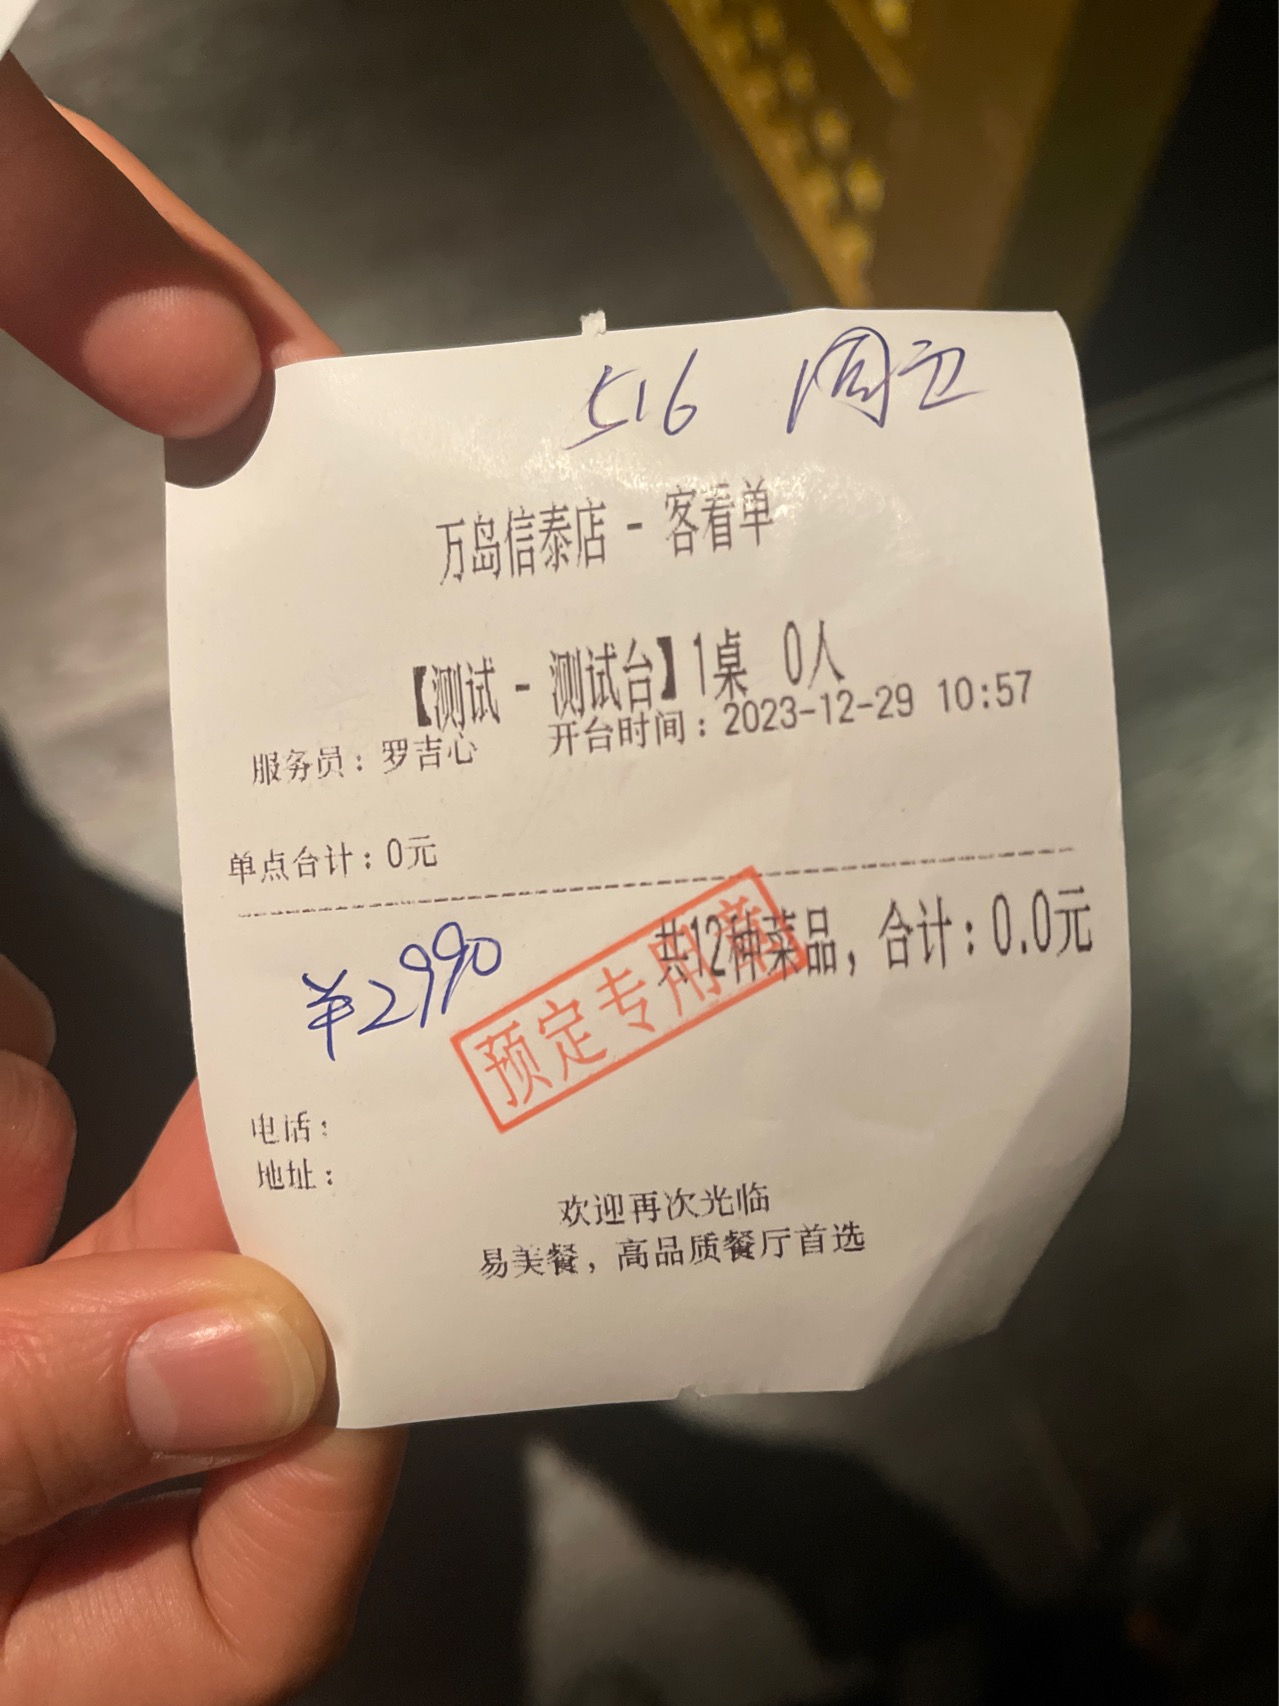 516 周卫
万岛信泰店 - 客看单
【测试 - 测试台】1桌 0人
服务员：罗吉心 开台时间：2023-12-29 10:57
单点合计：0元
共12种菜品，合计：0.0元
¥2990
预定专用章
电话：
地址：
欢迎再次光临
易美餐，高品质餐厅首选